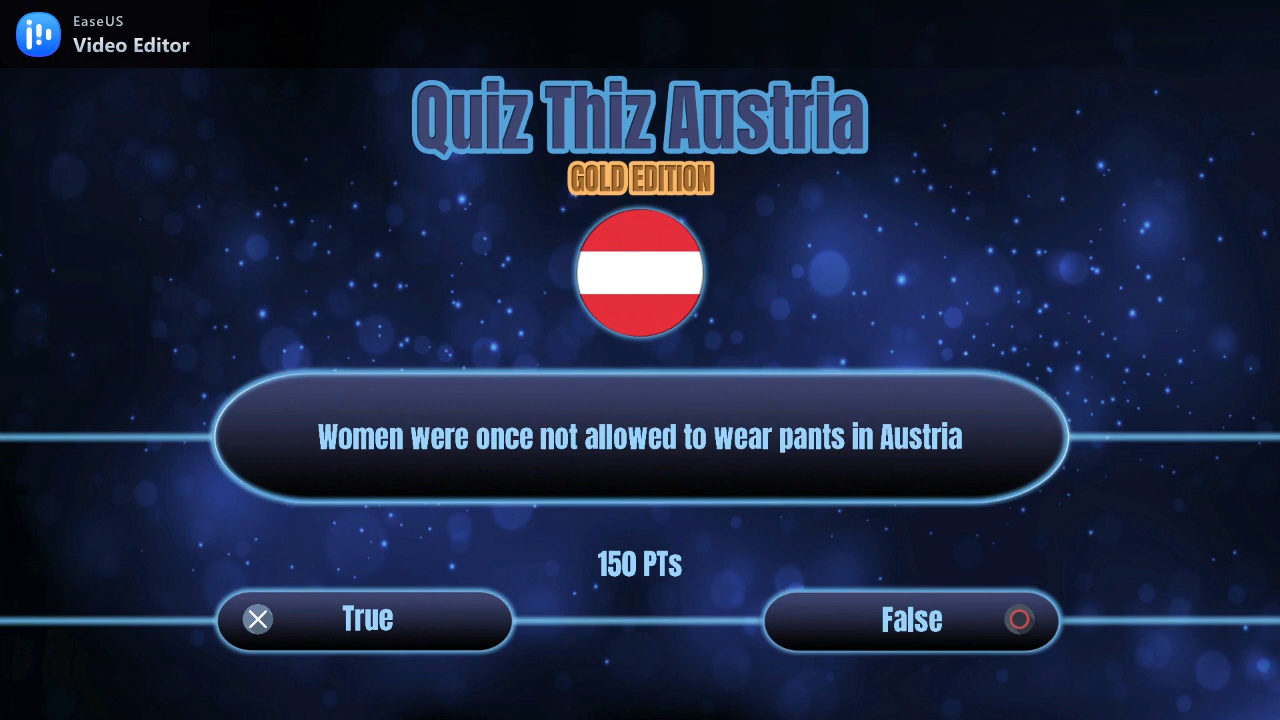 EaseUS
Video Editor
Quiz Thiz Austria
GOLD EDITION
Women were once not allowed to wear pants in Austria
150 PTs
True
False